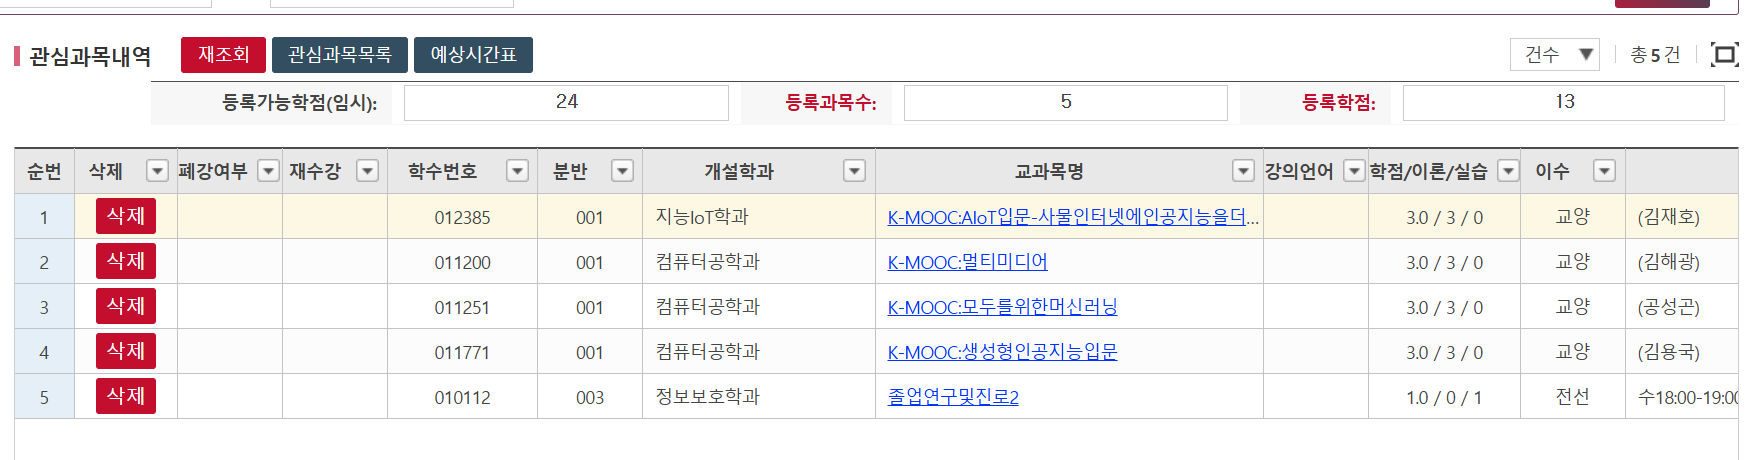 관심과목내역 재조회 관심과목목록 예상시간표 건수 총 5 건
등록가능학점(임시): 24 등록과목수: 5 등록학점: 13
순번 삭제 폐강여부 재수강 학수번호 분반 개설학과 교과목명 강의언어 학점/이론/실습 이수
1 삭제 012385 001 지능IoT학과 K-MOOC:AIoT입문-사물인터넷에인공지능을더... 3.0 / 3 / 0 교양 (김재호)
2 삭제 011200 001 컴퓨터공학과 K-MOOC:멀티미디어 3.0 / 3 / 0 교양 (김해광)
3 삭제 011251 001 컴퓨터공학과 K-MOOC:모두를위한머신러닝 3.0 / 3 / 0 교양 (공성곤)
4 삭제 011771 001 컴퓨터공학과 K-MOOC:생성형인공지능입문 3.0 / 3 / 0 교양 (김용국)
5 삭제 010112 003 정보보호학과 졸업연구및진로2 1.0 / 0 / 1 전선 수18:00-19:00